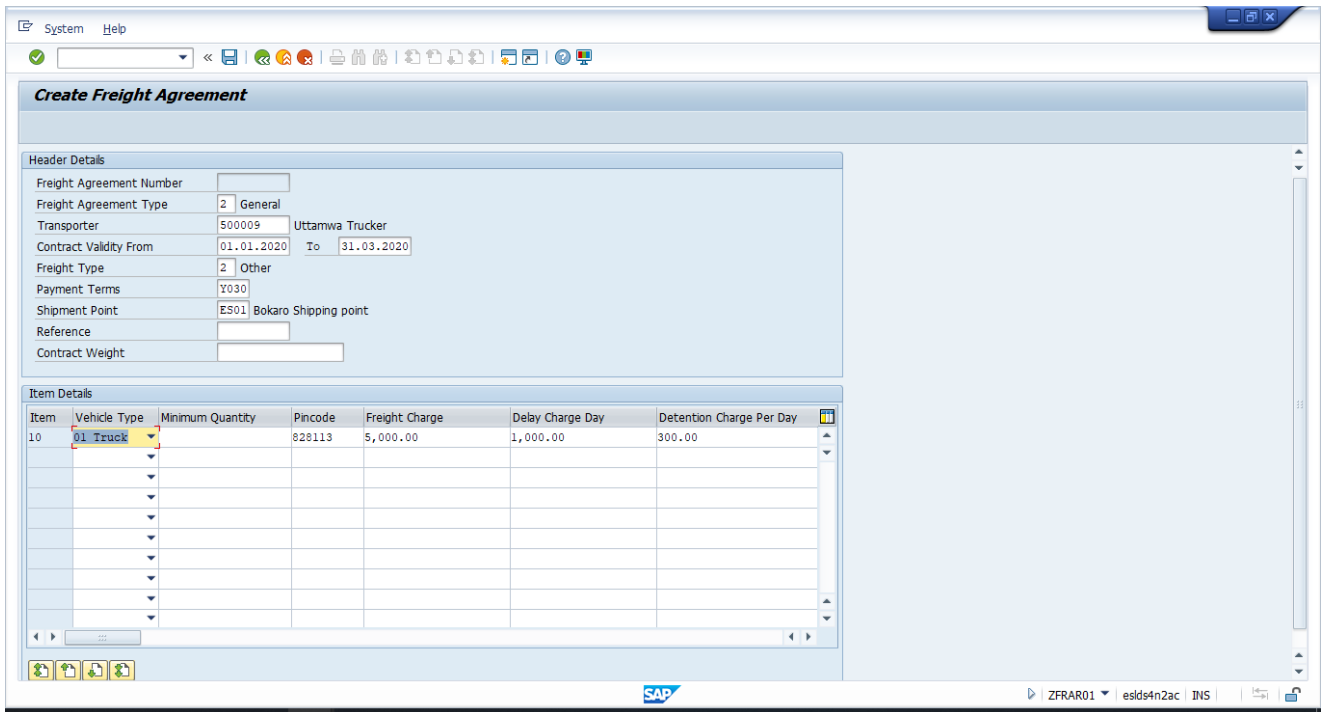 System Help
Create Freight Agreement
Header Details
Freight Agreement Number
Freight Agreement Type 2 General
Transporter 500009 Uttamwa Trucker
Contract Validity From 01.01.2020 To 31.03.2020
Freight Type 2 Other
Payment Terms Y030
Shipment Point ES01 Bokaro Shipping point
Reference
Contract Weight
Item Details
Item Vehicle Type Minimum Quantity Pincode Freight Charge Delay Charge Day Detention Charge Per Day
10 01 Truck 828113 5,000.00 1,000.00 300.00
SAP ZFRAR01 eslds4n2ac INS